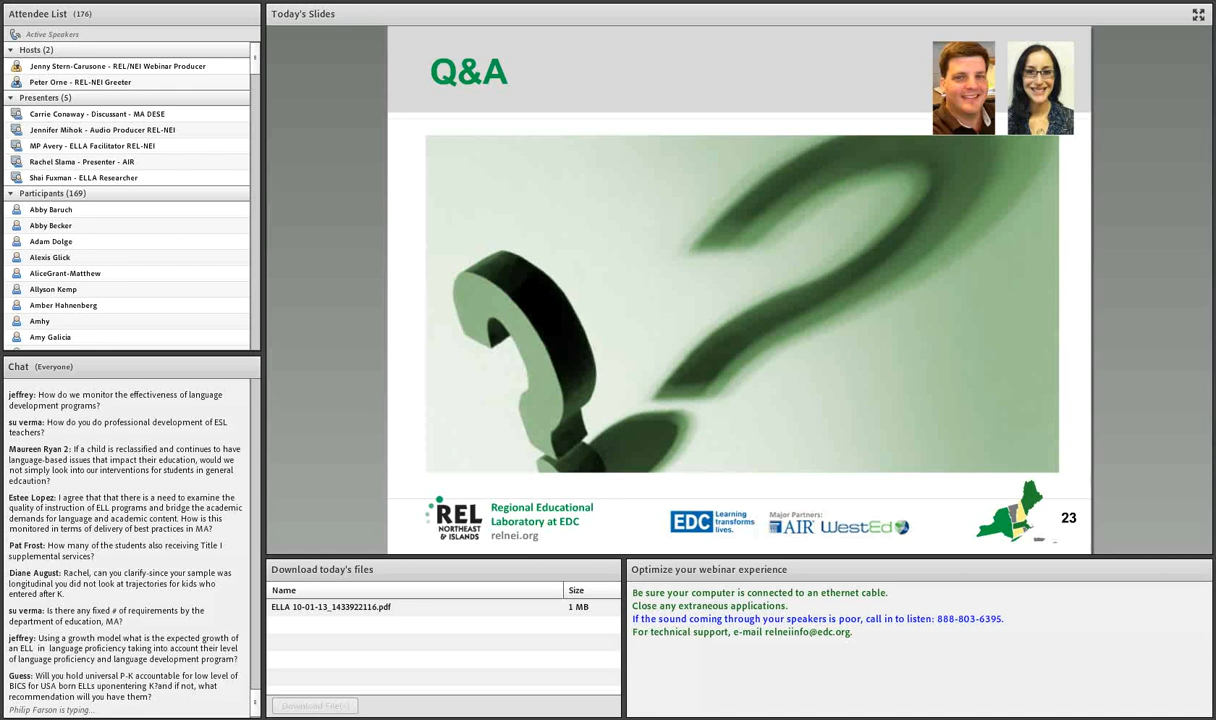 Attendee List (176)
Active Speakers
Hosts (2)
Jenny Stern-Carusone - REL/NEI Webinar Producer
Peter Orne - REL-NEI Greeter
Presenters (5)
Carrie Conaway - Discussant - MA DESE
Jennifer Mihok - Audio Producer REL-NEI
MP Avery - ELLA Facilitator REL-NEI
Rachel Slama - Presenter - AIR
Shai Fuxman - ELLA Researcher
Participants (169)
Abby Baruch
Abby Becker
Adam Dolge
Alexis Glick
AliceGrant-Matthew
Allyson Kemp
Amber Hahnenberg
Amhy
Amy Galicia
Chat (Everyone)
jeffrey: How do we monitor the effectiveness of language
development programs?
su verma: How do you do professional development of ESL
teachers?
Maureen Ryan 2: If a child is reclassified and continues to have
language-based issues that impact their education, would we
not simply look into our interventions for students in general
edcaution?
Estee Lopez: I agree that that there is a need to examine the
quality of instruction of ELL programs and bridge the academic
demands for language and academic content. How is this
monitored in terms of delivery of best practices in MA?
Pat Frost: How many of the students also receiving Title I
supplemental services?
Diane August: Rachel, can you clarify-since your sample was
longitudinal you did not look at trajectories for kids who
entered after K.
su verma: Is there any fixed # of requirements by the
department of education, MA?
jeffrey: Using a growth model what is the expected growth of
an ELL in language proficiency taking into account their level
of language proficiency and language development program?
Guess: Will you hold universal P-K accountable for low level of
BICS for USA born ELLs uponentering K?and if not, what
recommendation will you have them?
Philip Farson is typing...
Today's Slides
Q&A
REL
NORTHEAST
& ISLANDS
Regional Educational
Laboratory at EDC
relnei.org
EDC Learning
transforms
lives.
Major Partners:
AIR WestEd
23
Download today's files
Name Size
ELLA 10-01-13_1433922116.pdf 1 MB
Download File(s)
Optimize your webinar experience
Be sure your computer is connected to an ethernet cable.
Close any extraneous applications.
If the sound coming through your speakers is poor, call in to listen: 888-803-6395.
For technical support, e-mail relneiinfo@edc.org.